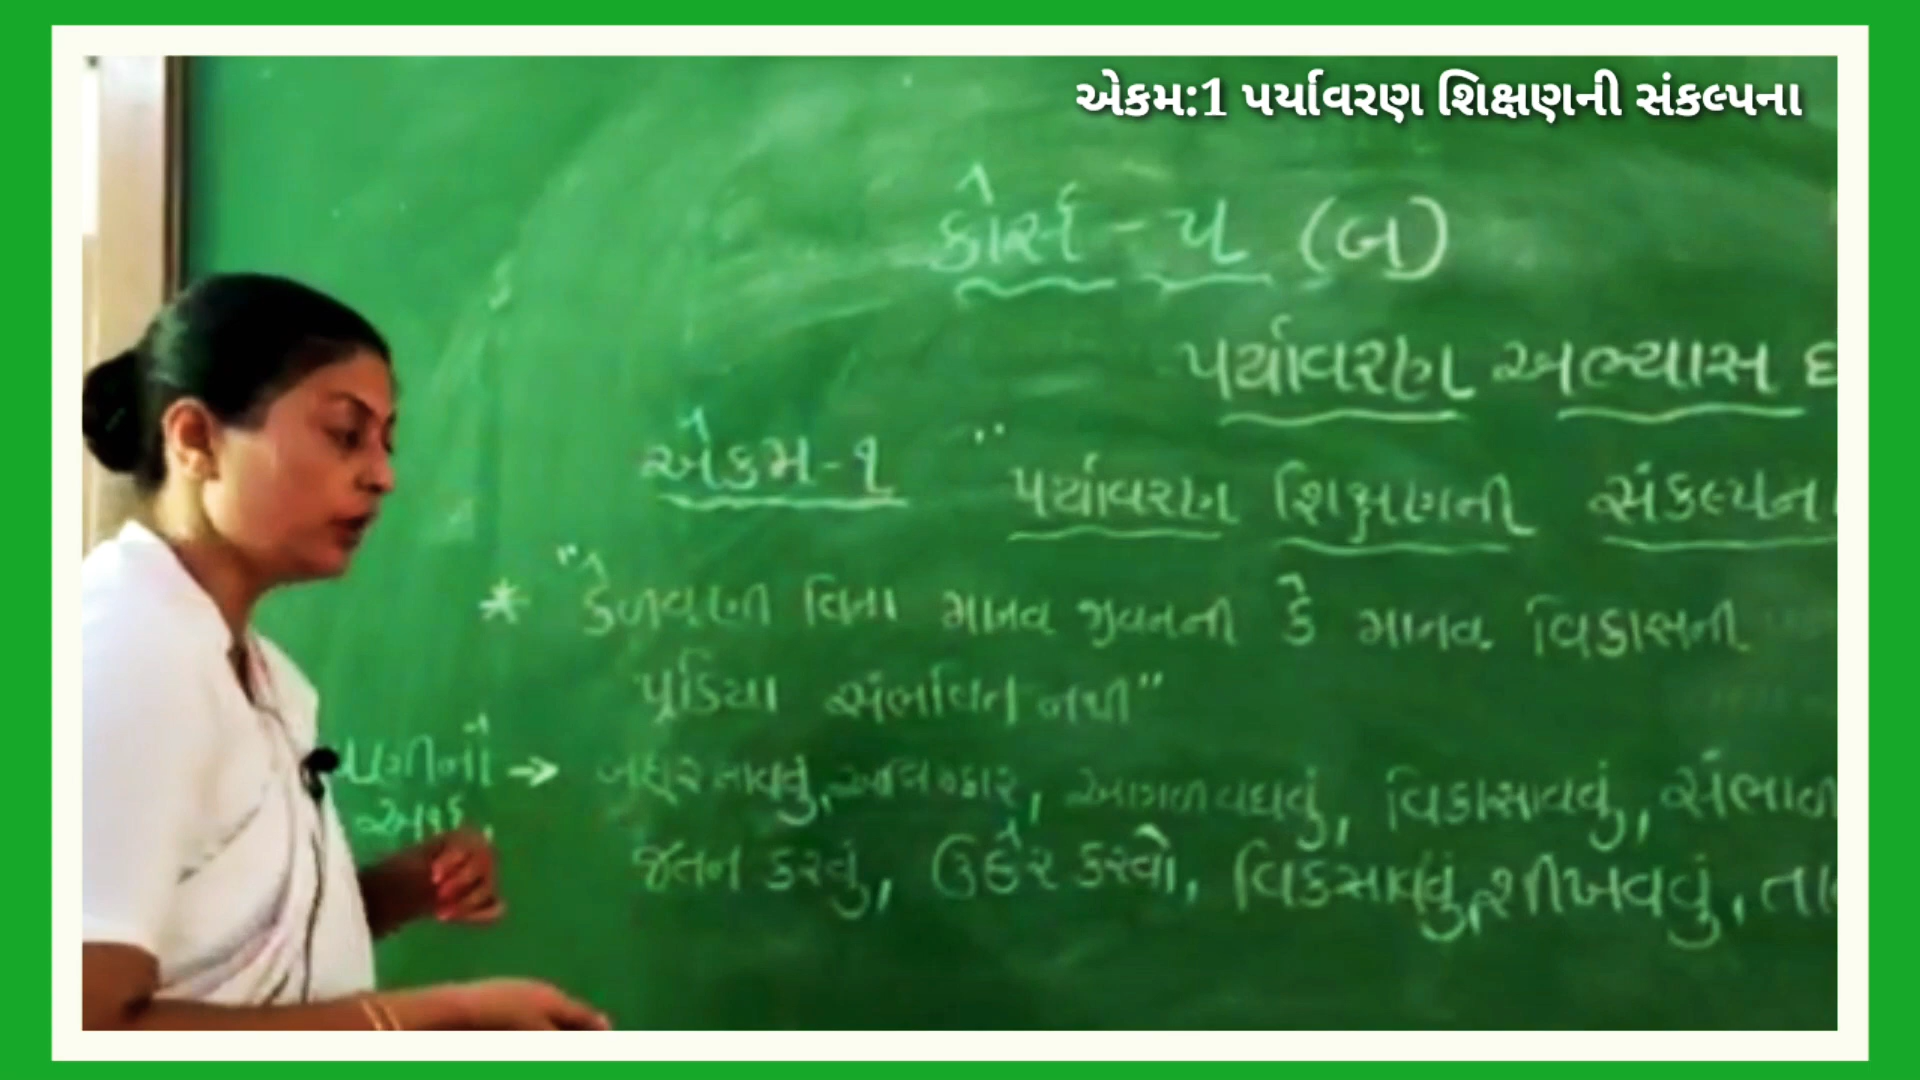 એકમ:1 પર્યાવરણ શિક્ષણની સંકલ્પના
કોર્સ - ૫ (બ)
પર્યાવરણ અભ્યાસ
એકમ-૧ " પર્યાવરણ શિક્ષણની સંકલ્પના
* "કેળવણી વિના માનવ જીવનની કે માનવ વિકાસની
પ્રક્રિયા સંભવિત નથી"
→ બહાર લાવવું, આગળ વધવું, વિકાસાવવું,
જતન કરવું, ઉછેર કરવો, વિકસાવવું, શીખવવું,